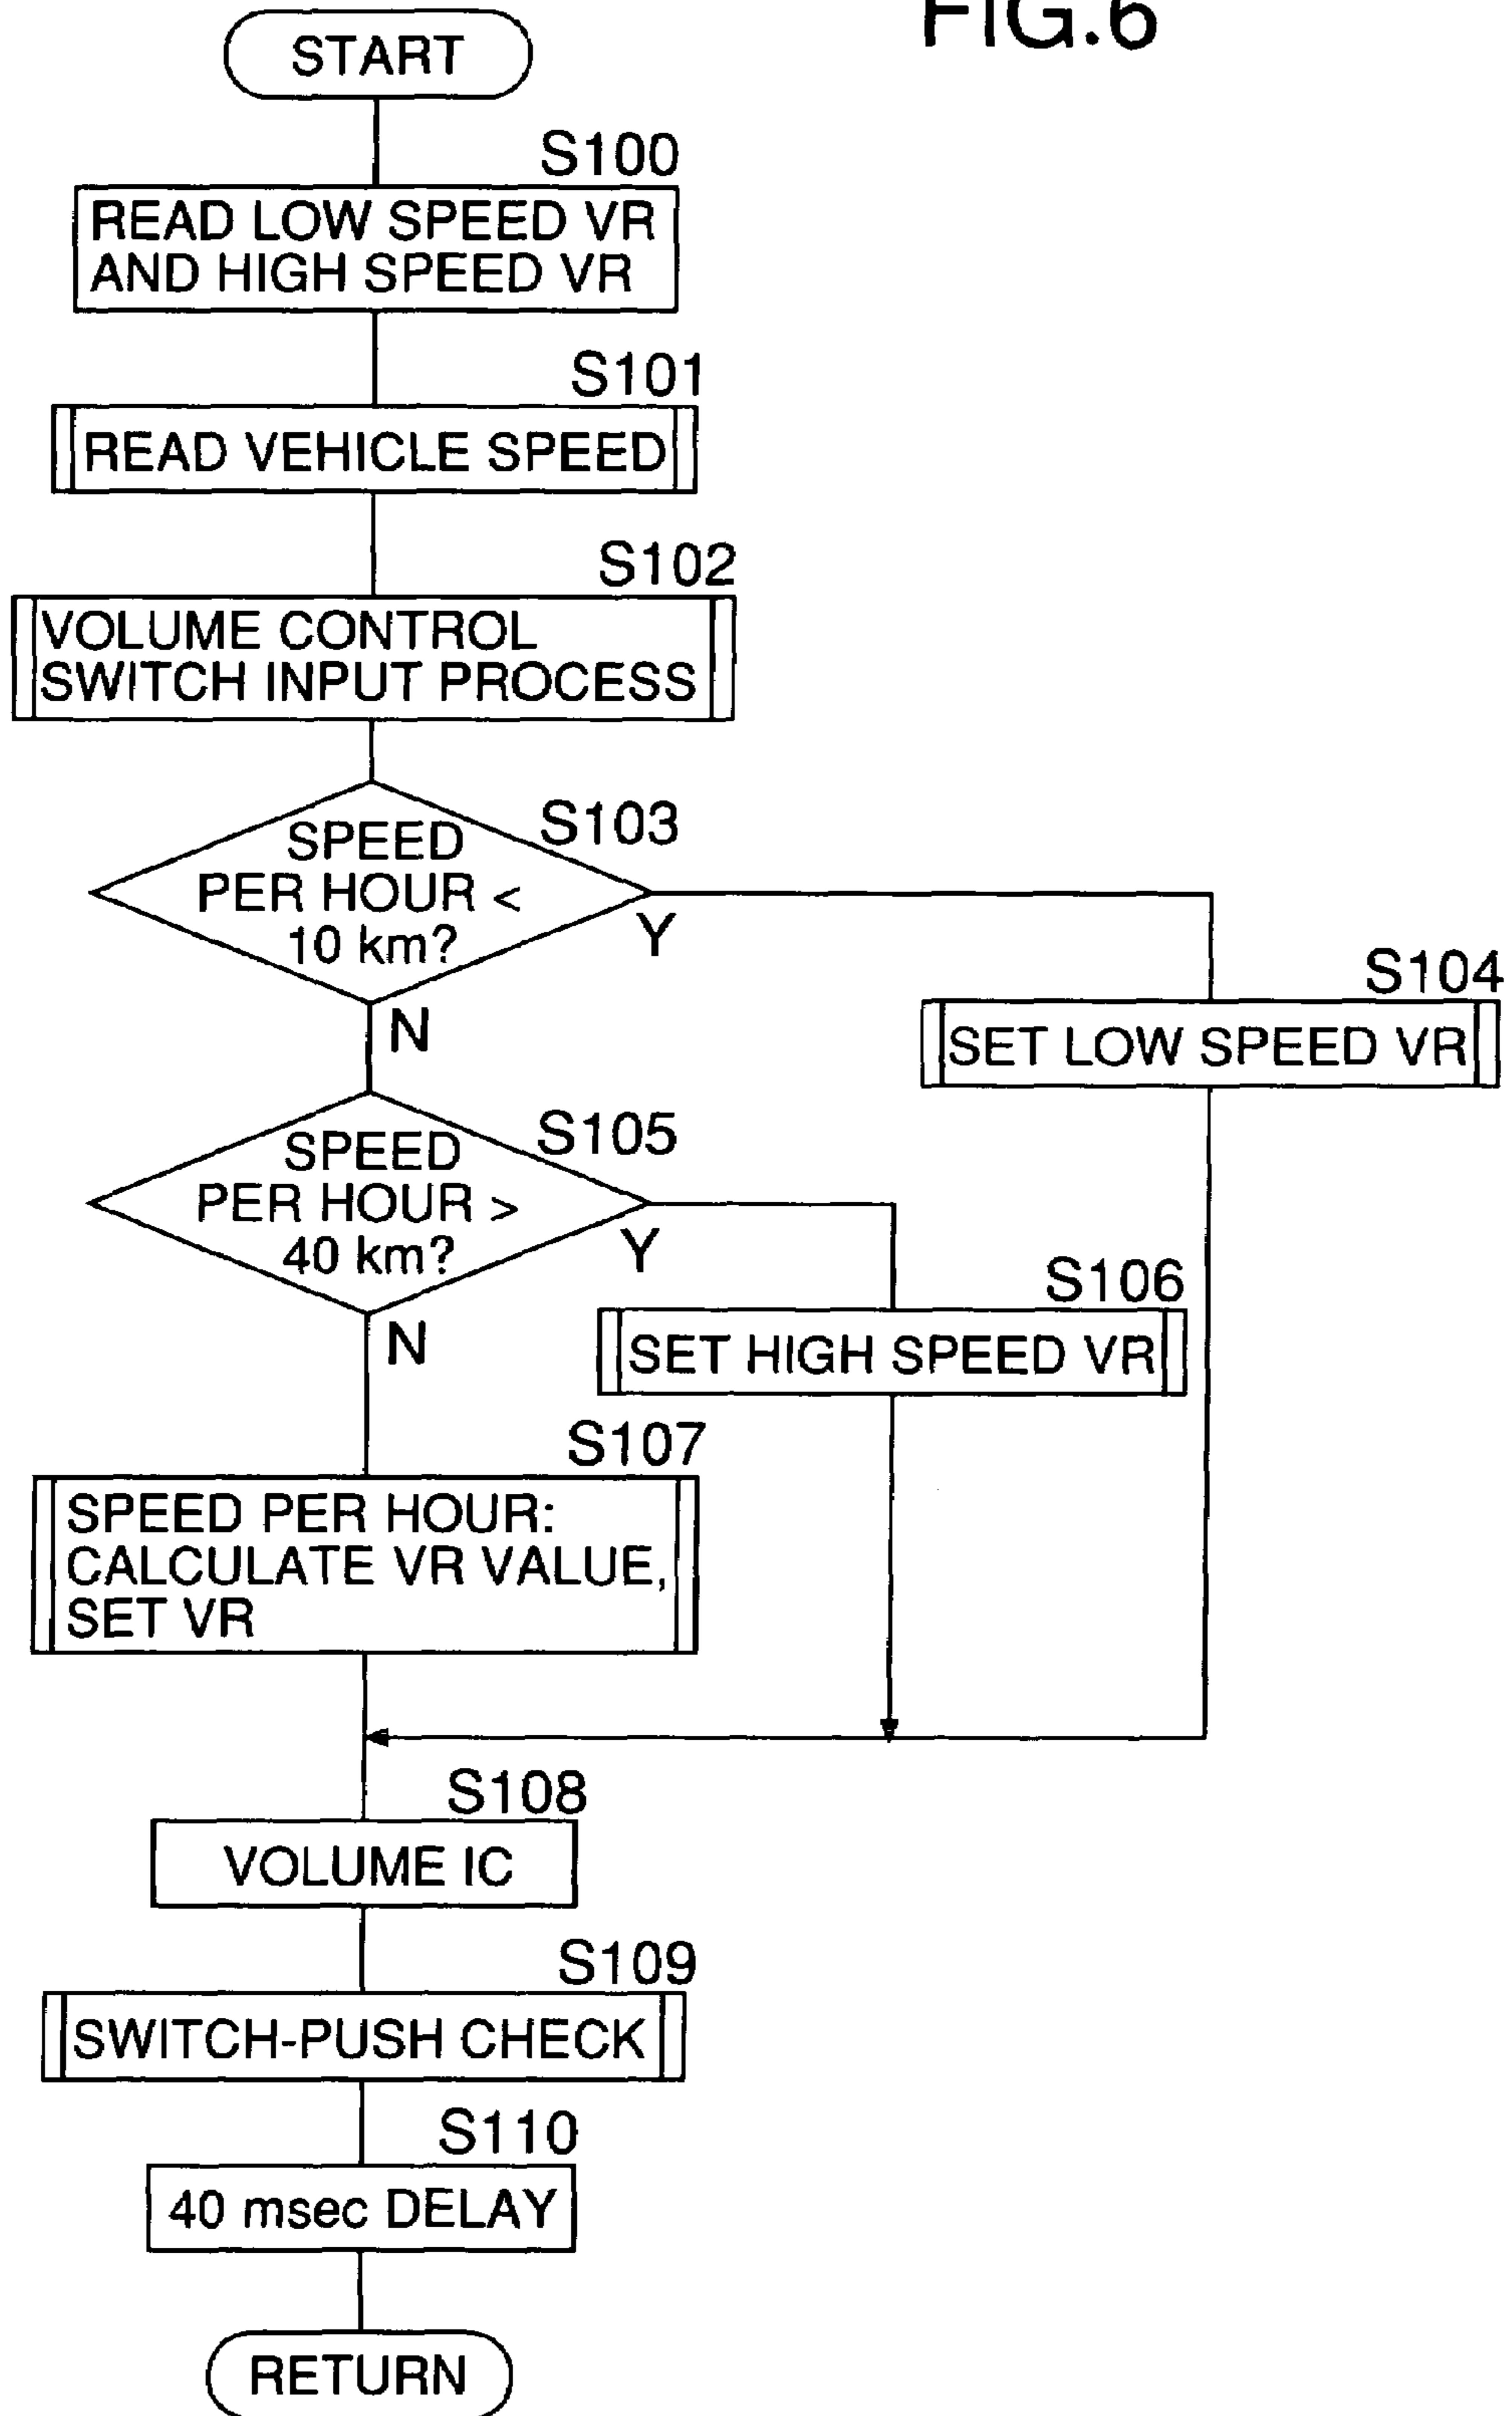 FIG.6
START
S100
READ LOW SPEED VR
AND HIGH SPEED VR
S101
READ VEHICLE SPEED
S102
VOLUME CONTROL
SWITCH INPUT PROCESS
S103
SPEED
PER HOUR <
10 km?
Y
N
S104
SET LOW SPEED VR
S105
SPEED
PER HOUR >
40 km?
Y
N
S106
SET HIGH SPEED VR
S107
SPEED PER HOUR:
CALCULATE VR VALUE,
SET VR
S108
VOLUME IC
S109
SWITCH-PUSH CHECK
S110
40 msec DELAY
RETURN